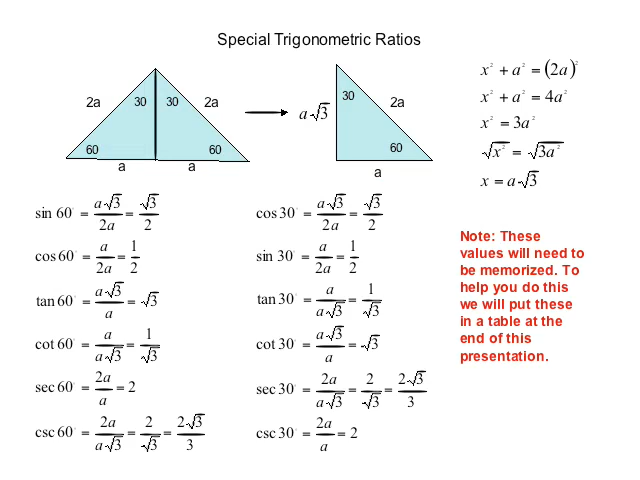 Special Trigonometric Ratios
2a 30 30 2a
60 60
a a
a√3 30 2a
60
a
x² + a² = (2a)²
x² + a² = 4a²
x² = 3a²
√x² = √3a²
x = a√3
sin 60° = a√3/2a = √3/2
cos 60° = a/2a = 1/2
tan 60° = a√3/a = √3
cot 60° = a/a√3 = 1/√3
sec 60° = 2a/a = 2
csc 60° = 2a/a√3 = 2/√3 = 2√3/3
cos 30° = a√3/2a = √3/2
sin 30° = a/2a = 1/2
tan 30° = a/a√3 = 1/√3
cot 30° = a√3/a = √3
sec 30° = 2a/a√3 = 2/√3 = 2√3/3
csc 30° = 2a/a = 2
Note: These
values will need to
be memorized. To
help you do this
we will put these
in a table at the
end of this
presentation.